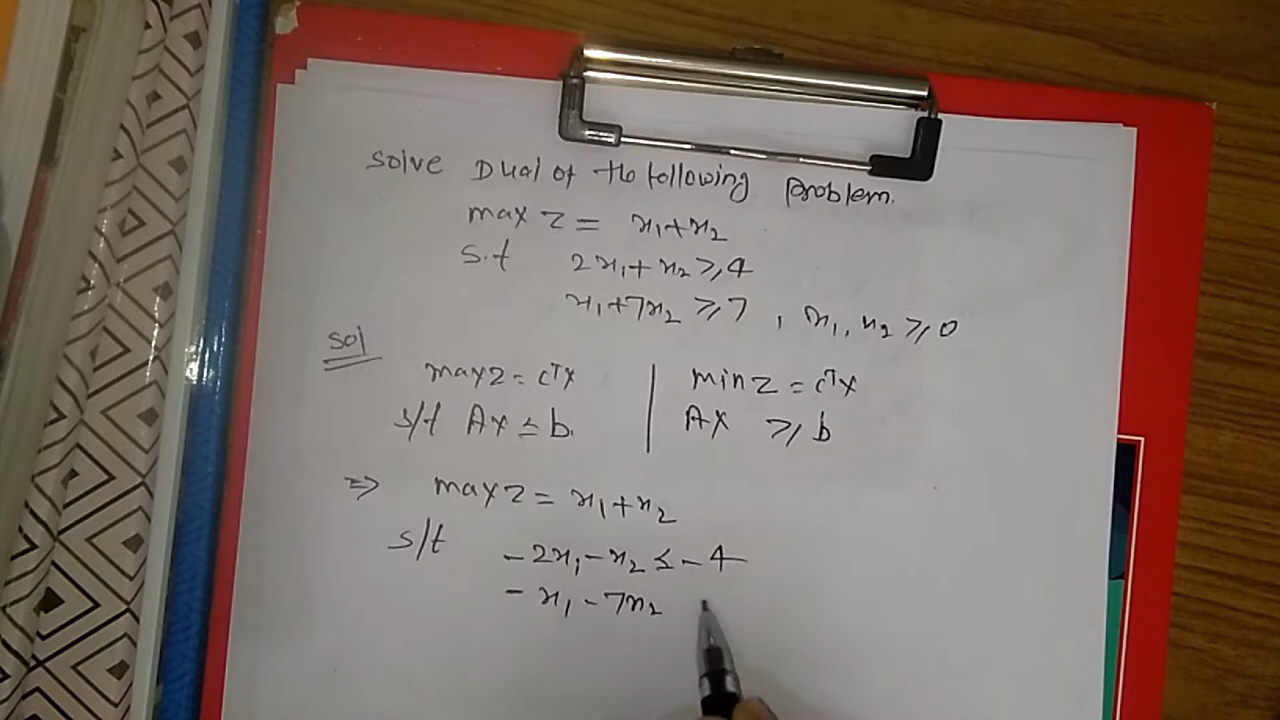 Solve Dual of the following problem.
max Z = x₁+x₂
s.t 2x₁+x₂ ≥ 4
x₁+7x₂ ≥ 7 , x₁, x₂ ≥ 0
Sol
max Z = cᵀx | min Z = cᵀx
s/t Ax ≤ b. | Ax ≥ b
⇒ max Z = x₁+x₂
s/t -2x₁-x₂ ≤ -4
-x₁-7x₂